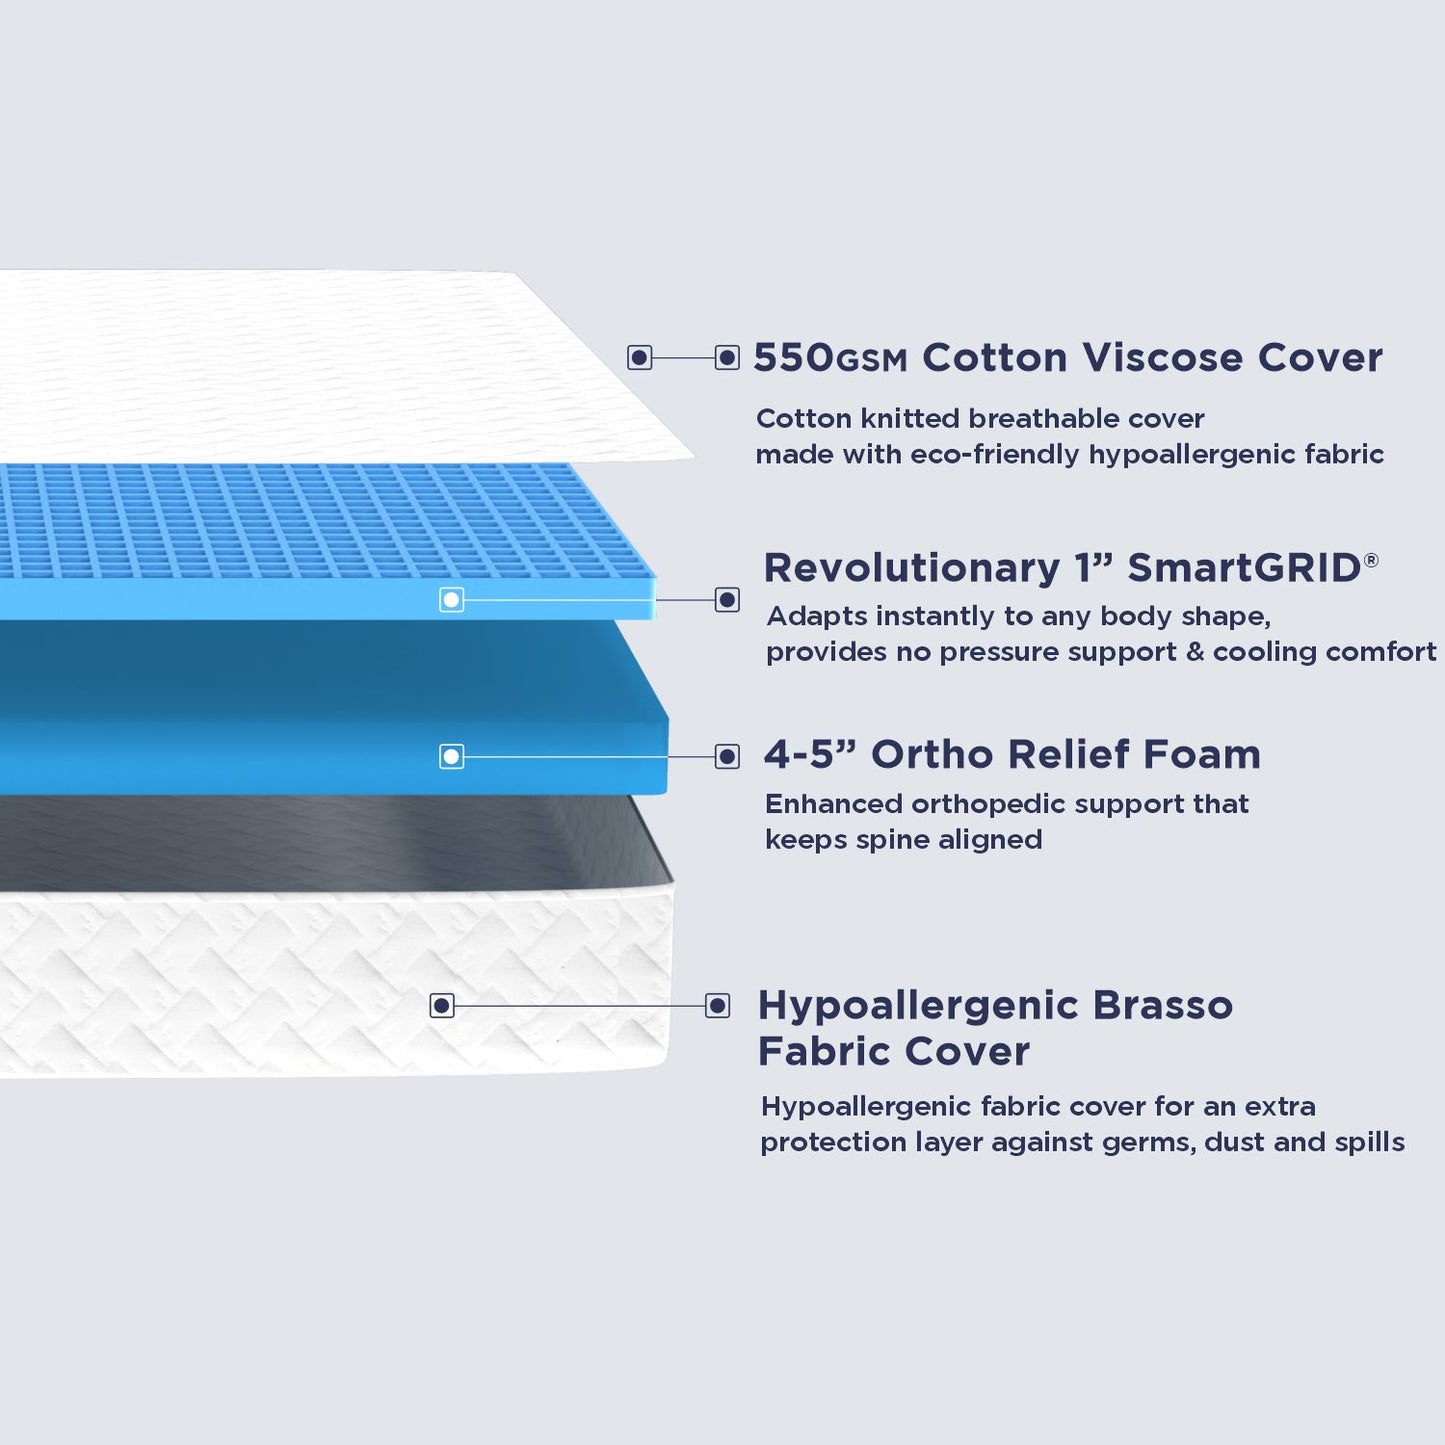 550GSM Cotton Viscose Cover
Cotton knitted breathable cover
made with eco-friendly hypoallergenic fabric
Revolutionary 1” SmartGRID®
Adapts instantly to any body shape,
provides no pressure support & cooling comfort
4-5” Ortho Relief Foam
Enhanced orthopedic support that
keeps spine aligned
Hypoallergenic Brasso
Fabric Cover
Hypoallergenic fabric cover for an extra
protection layer against germs, dust and spills